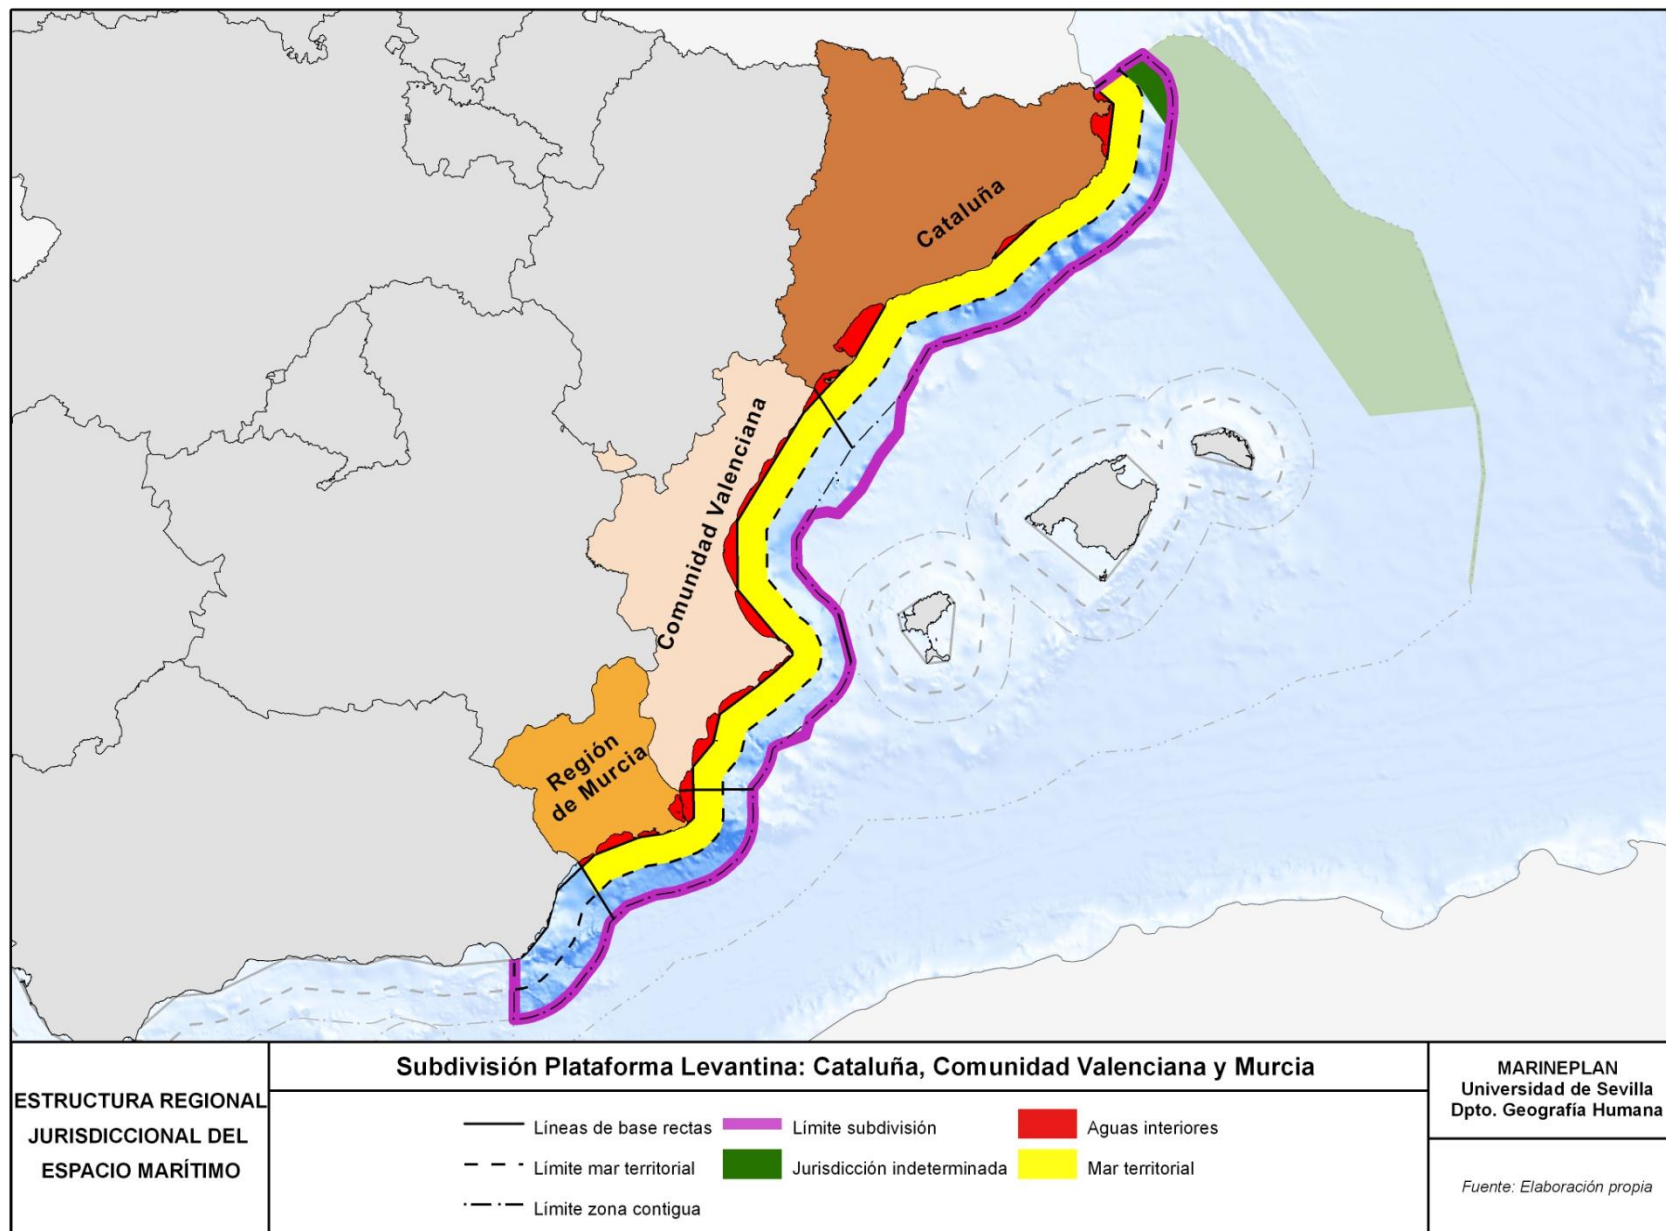 Cataluña
Comunidad Valenciana
Región
de Murcia
ESTRUCTURA REGIONAL
JURISDICCIONAL DEL
ESPACIO MARÍTIMO
Subdivisión Plataforma Levantina: Cataluña, Comunidad Valenciana y Murcia
Líneas de base rectas
Límite subdivisión
Aguas interiores
Límite mar territorial
Jurisdicción indeterminada
Mar territorial
Límite zona contigua
MARINEPLAN
Universidad de Sevilla
Dpto. Geografía Humana
Fuente: Elaboración propia